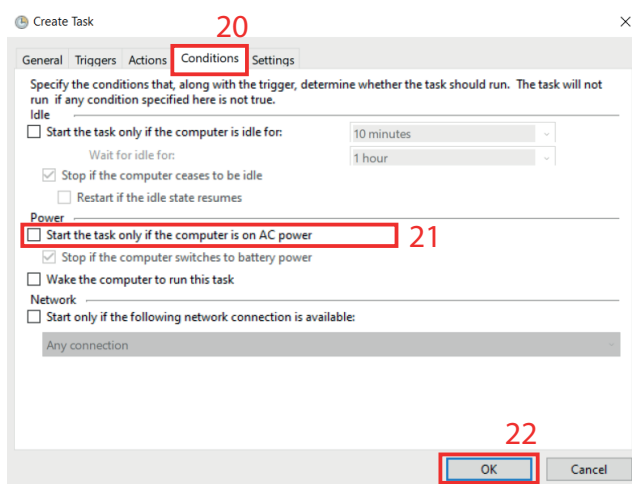 Create Task
20
General Triggers Actions Conditions Settings
Specify the conditions that, along with the trigger, determine whether the task should run. The task will not
run if any condition specified here is not true.
Idle
Start the task only if the computer is idle for: 10 minutes
Wait for idle for: 1 hour
Stop if the computer ceases to be idle
Restart if the idle state resumes
Power
Start the task only if the computer is on AC power 21
Stop if the computer switches to battery power
Wake the computer to run this task
Network
Start only if the following network connection is available:
Any connection
22
OK Cancel